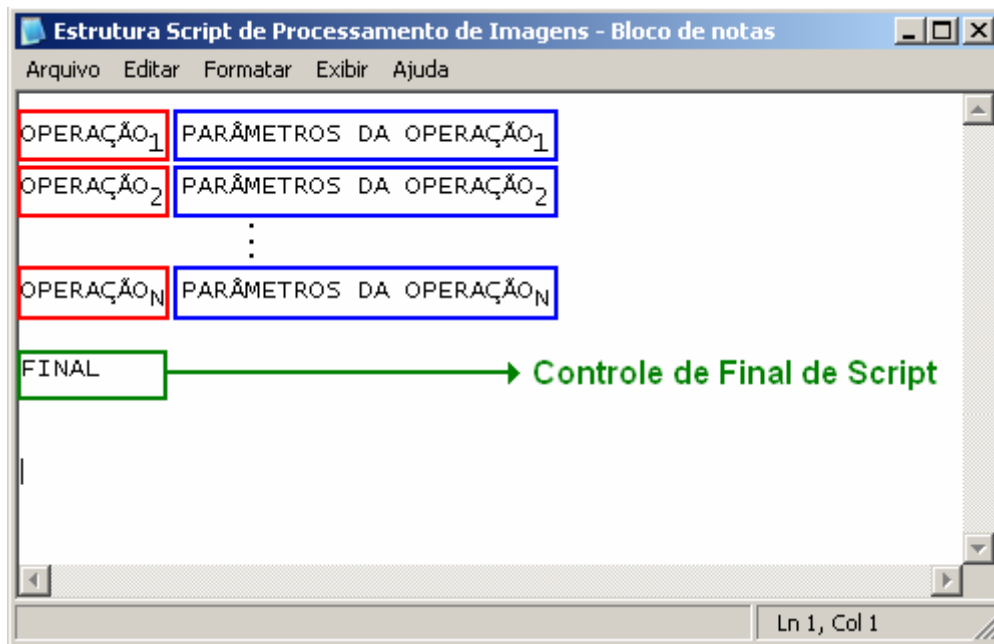 Estrutura Script de Processamento de Imagens - Bloco de notas
Arquivo Editar Formatar Exibir Ajuda
OPERAÇÃO1 PARÂMETROS DA OPERAÇÃO1
OPERAÇÃO2 PARÂMETROS DA OPERAÇÃO2
⋮
OPERAÇÃON PARÂMETROS DA OPERAÇÃON
FINAL Controle de Final de Script
Ln 1, Col 1